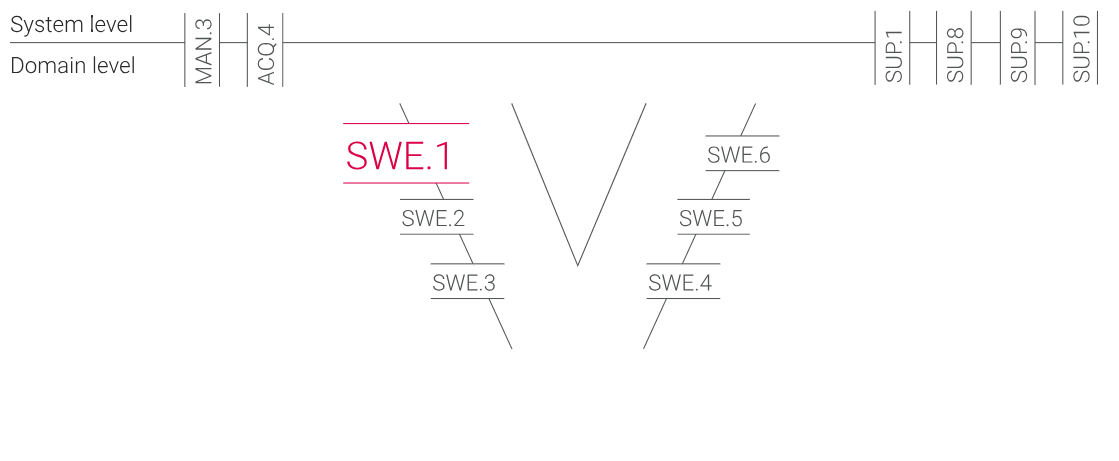 System level
Domain level
MAN.3
ACQ.4
SUP.1
SUP.8
SUP.9
SUP.10
SWE.1
SWE.2
SWE.3
SWE.6
SWE.5
SWE.4